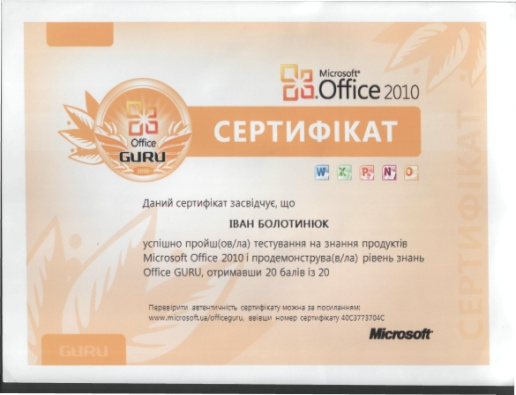 Microsoft®
Office 2010
Office
GURU
2010
СЕРТИФІКАТ
Даний сертифікат засвідчує, що
ІВАН БОЛОТИНЮК
успішно пройш(ов/ла) тестування на знання продуктів
Microsoft Office 2010 і продемонструва(в/ла) рівень знань
Office GURU, отримавши 20 балів із 20
Перевірити автентичність сертифікату можна за посиланням:
www.microsoft.ua/officeguru, ввівши номер сертифікату 40C3773704C
Microsoft®
GURU
СЕРТИФІКАТ